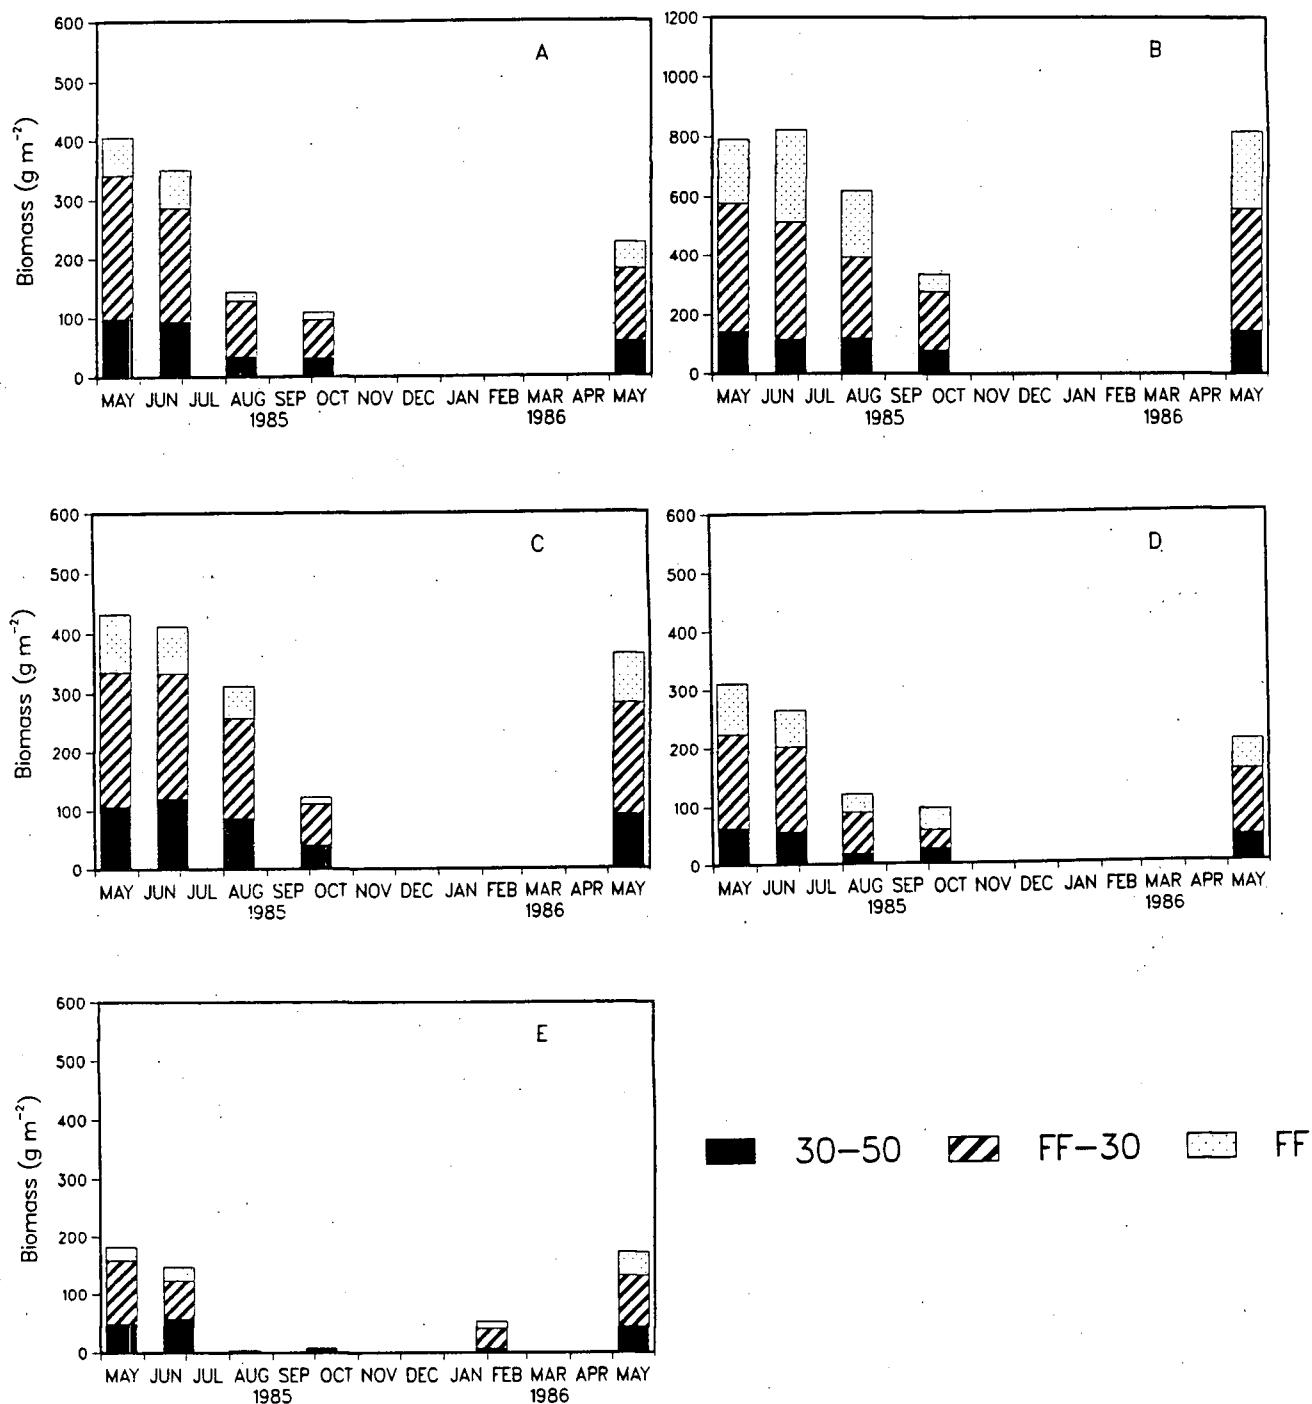 A
600
500
400
300
200
100
0
Biomass (g m⁻²)
MAY JUN JUL AUG SEP OCT NOV DEC JAN FEB MAR APR MAY
1985 1986
B
1200
1000
800
600
400
200
0
MAY JUN JUL AUG SEP OCT NOV DEC JAN FEB MAR APR MAY
1985 1986
C
600
500
400
300
200
100
0
Biomass (g m⁻²)
MAY JUN JUL AUG SEP OCT NOV DEC JAN FEB MAR APR MAY
1985 1986
D
600
500
400
300
200
100
0
MAY JUN JUL AUG SEP OCT NOV DEC JAN FEB MAR APR MAY
1985 1986
E
600
500
400
300
200
100
0
Biomass (g m⁻²)
MAY JUN JUL AUG SEP OCT NOV DEC JAN FEB MAR APR MAY
1985 1986
30-50 FF-30 FF